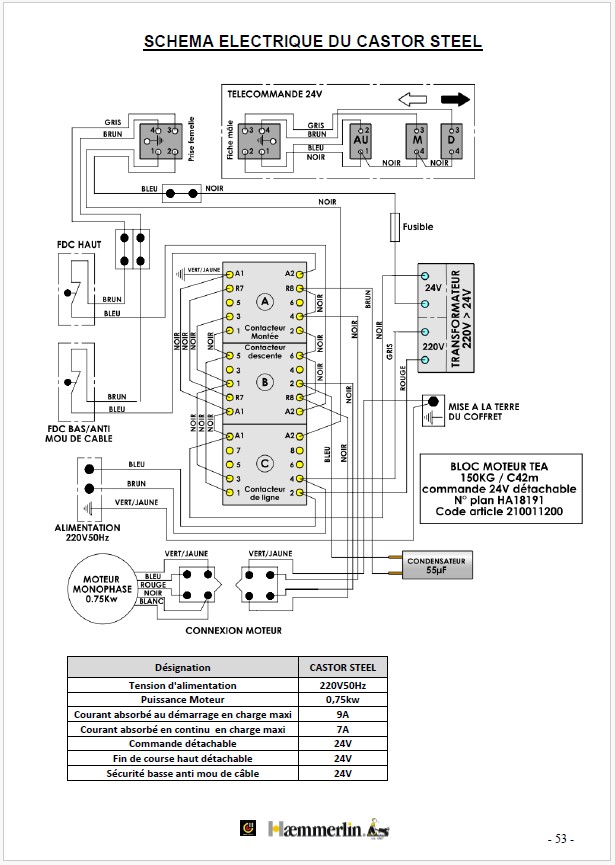 SCHEMA ELECTRIQUE DU CASTOR STEEL
TELECOMMANDE 24V
GRIS
BRUN
4 3
1 2
Prise femelle
Fiche mâle
3 4
2 1
GRIS
BRUN
BLEU
NOIR
2
AU
1
3
M
4
3
D
4
NOIR
NOIR
BLEU
NOIR
NOIR
Fusible
FDC HAUT
BRUN
BLEU
VERT/JAUNE
A1 A2
R7 R8
5 6
3 4
1 2
A
Contacteur
Montée
NOIR
NOIR
BRUN
24V
220V
TRANSFORMATEUR
220V > 24V
NOIR
NOIR
NOIR
NOIR
GRIS
Contacteur
descente
5 6
3 4
1 2
R7 R8
A1 A2
B
NOIR
NOIR
NOIR
ROUGE
BRUN
BLEU
FDC BAS/ANTI
MOU DE CABLE
MISE A LA TERRE
DU COFFRET
A1 A2
7 8
5 6
3 4
1 2
C
Contacteur
de ligne
BLEU
NOIR
BLEU
BRUN
VERT/JAUNE
ALIMENTATION
220V50Hz
BLOC MOTEUR TEA
150KG / C42m
commande 24V détachable
N° plan HA18191
Code article 210011200
VERT/JAUNE
VERT/JAUNE
MOTEUR
MONOPHASE
0.75Kw
BLEU
ROUGE
NOIR
BLANC
CONDENSATEUR
55µF
CONNEXION MOTEUR
Désignation CASTOR STEEL
Tension d'alimentation 220V50Hz
Puissance Moteur 0,75kw
Courant absorbé au démarrage en charge maxi 9A
Courant absorbé en continu en charge maxi 7A
Commande détachable 24V
Fin de course haut détachable 24V
Sécurité basse anti mou de câble 24V
Hæmmerlin
- 53 -